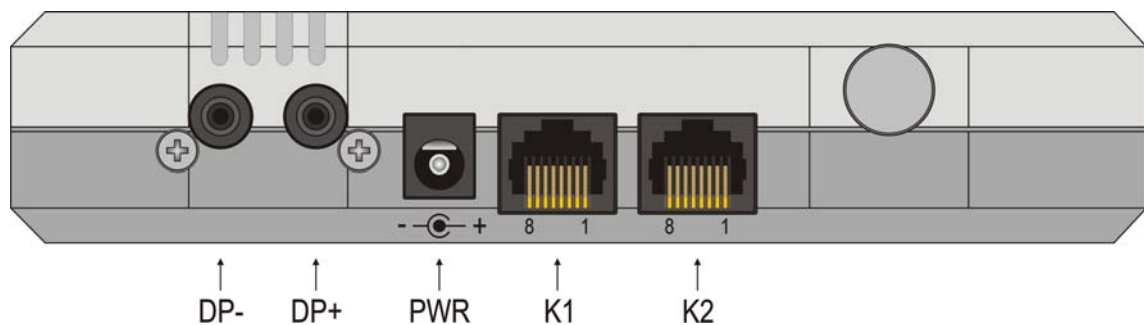 - +
8 1
8 1
DP-
DP+
PWR
K1
K2